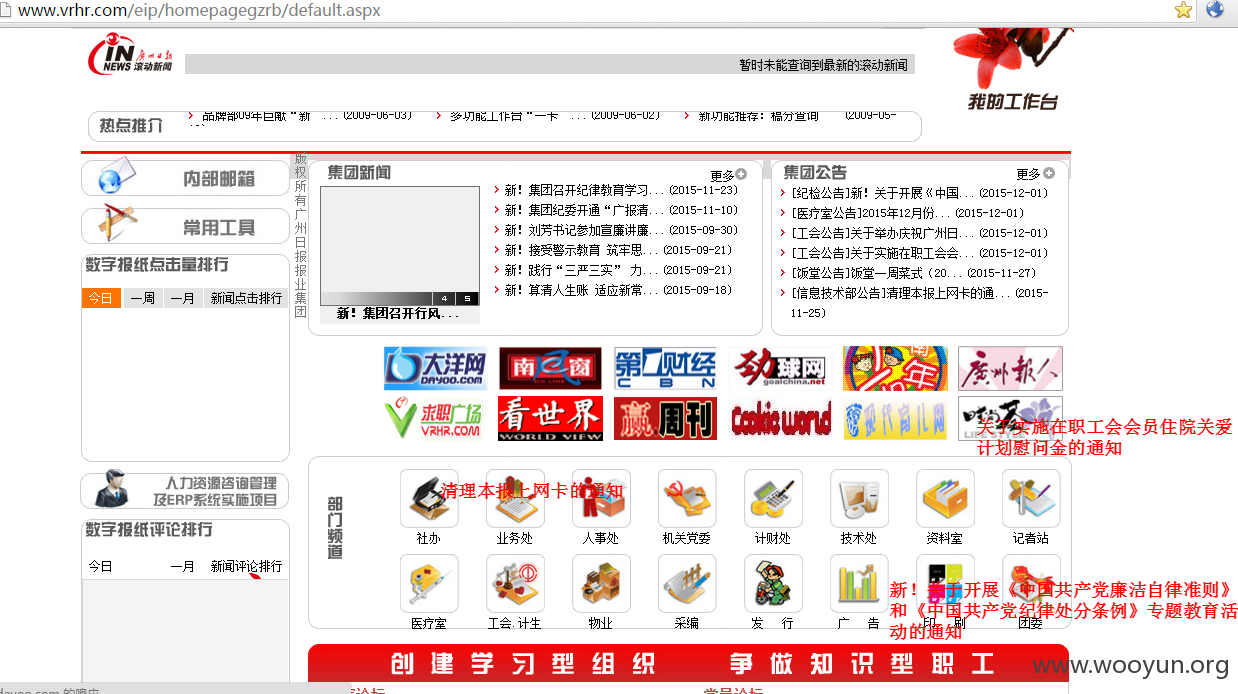 www.vrhr.com/eip/homepagegzrb/default.aspx
IN
NEWS 滚动新闻
广州日报
暂时未能查询到最新的滚动新闻
我的工作台
热点推介
品牌部09年巨献“新 ... (2009-06-03)
多功能工作台“一卡 ... (2009-06-02)
新功能推荐：稿分查询 (2009-05-
内部邮箱
常用工具
数字报纸点击量排行
今日 一周 一月 新闻点击排行
版权所有广州日报报业集团
集团新闻
更多
4 5
新！集团召开行风...
新！集团召开纪律教育学习... (2015-11-23)
新！集团纪委开通“广报清... (2015-11-10)
新！刘芳书记参加宣廉讲廉... (2015-09-30)
新！接受警示教育 筑牢思... (2015-09-21)
新！践行“三严三实” 力... (2015-09-21)
新！算清人生账 适应新常... (2015-09-18)
集团公告
更多
[纪检公告]新！关于开展《中国... (2015-12-01)
[医疗室公告]2015年12月份... (2015-12-01)
[工会公告]关于举办庆祝广州日... (2015-12-01)
[工会公告]关于实施在职工会会... (2015-12-01)
[饭堂公告]饭堂一周菜式（20... (2015-11-27)
[信息技术部公告]清理本报上网卡的通... (2015-
11-25)
大洋网
DAYOO.COM
南 窗
第一财经
CBN
劲球网
goalchina.net
少年
廣州報人
求职广场
VRHR.COM
看世界
WORLD VIEW
赢周刊
Cookie world
现代育儿网
LIFE STYLE
关于实施在职工会会员住院关爱
计划慰问金的通知
人力资源咨询管理
及ERP系统实施项目
数字报纸评论排行
今日 一月 新闻评论排行
部门频道
清理本报上网卡的通知
社办 业务处 人事处 机关党委 计财处 技术处 资料室 记者站
医疗室 工会.计生 物业 采编 发 行 广 告 印 刷 团委
新！关于开展《中国共产党廉洁自律准则》
和《中国共产党纪律处分条例》专题教育活
动的通知
创建学习型组织 争做知识型职工
www.wooyun.org
dayoo.com 的响应
论坛
党员论坛